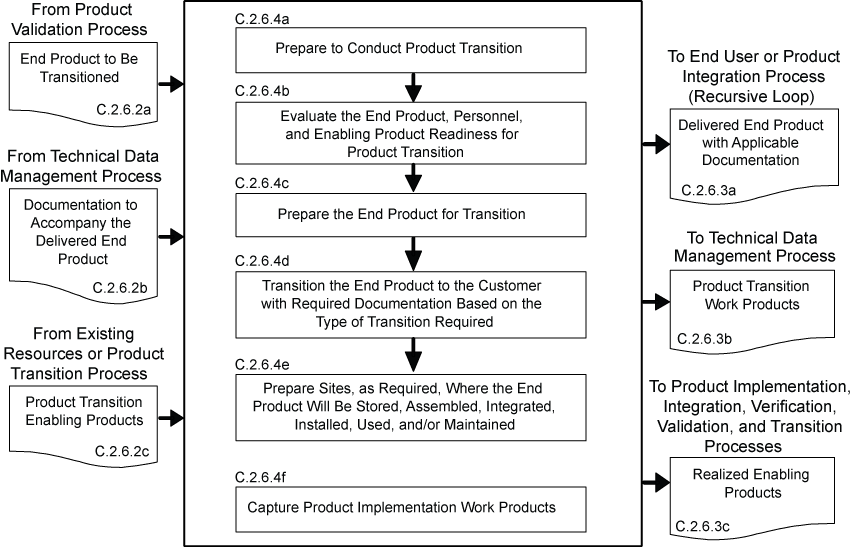 From Product
Validation Process
End Product to Be
Transitioned
C.2.6.2a
From Technical Data
Management Process
Documentation to
Accompany the
Delivered End
Product
C.2.6.2b
From Existing
Resources or Product
Transition Process
Product Transition
Enabling Products
C.2.6.2c
C.2.6.4a
Prepare to Conduct Product Transition
C.2.6.4b
Evaluate the End Product, Personnel,
and Enabling Product Readiness for
Product Transition
C.2.6.4c
Prepare the End Product for Transition
C.2.6.4d
Transition the End Product to the Customer
with Required Documentation Based on the
Type of Transition Required
C.2.6.4e
Prepare Sites, as Required, Where the End
Product Will Be Stored, Assembled, Integrated,
Installed, Used, and/or Maintained
C.2.6.4f
Capture Product Implementation Work Products
To End User or Product
Integration Process
(Recursive Loop)
Delivered End Product
with Applicable
Documentation
C.2.6.3a
To Technical Data
Management Process
Product Transition
Work Products
C.2.6.3b
To Product Implementation,
Integration, Verification,
Validation, and Transition
Processes
Realized Enabling
Products
C.2.6.3c